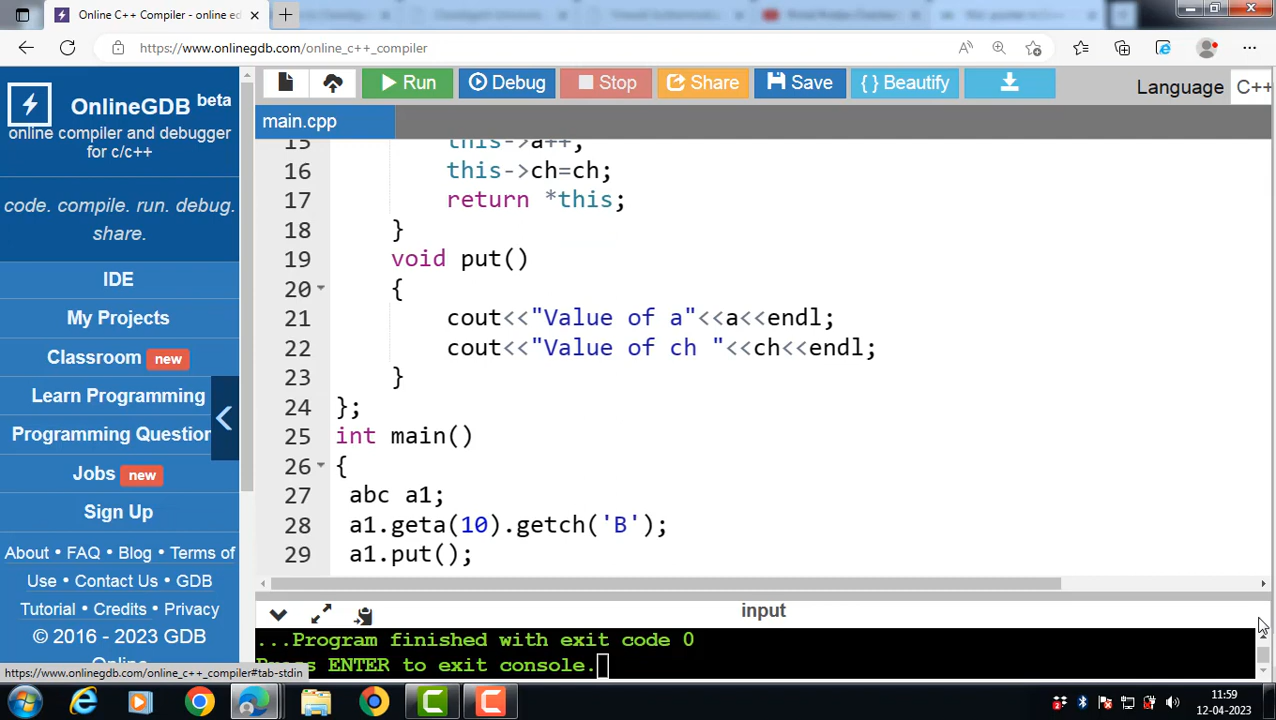 Online C++ Compiler - online ed
https://www.onlinegdb.com/online_c++_compiler
OnlineGDB beta
online compiler and debugger
for c/c++
code. compile. run. debug.
share.
IDE
My Projects
Classroom new
Learn Programming
Programming Question
Jobs new
Sign Up
About • FAQ • Blog • Terms of
Use • Contact Us • GDB
Tutorial • Credits • Privacy
© 2016 - 2023 GDB
Online
https://www.onlinegdb.com/online_c++_compiler#tab-stdin
Run Debug Stop Share Save { } Beautify Language C++
main.cpp
15 this->a++;
16 this->ch=ch;
17 return *this;
18 }
19 void put()
20 {
21 cout<<"Value of a"<<a<<endl;
22 cout<<"Value of ch "<<ch<<endl;
23 }
24 };
25 int main()
26 {
27 abc a1;
28 a1.geta(10).getch('B');
29 a1.put();
input
...Program finished with exit code 0
Press ENTER to exit console.
11:59
12-04-2023